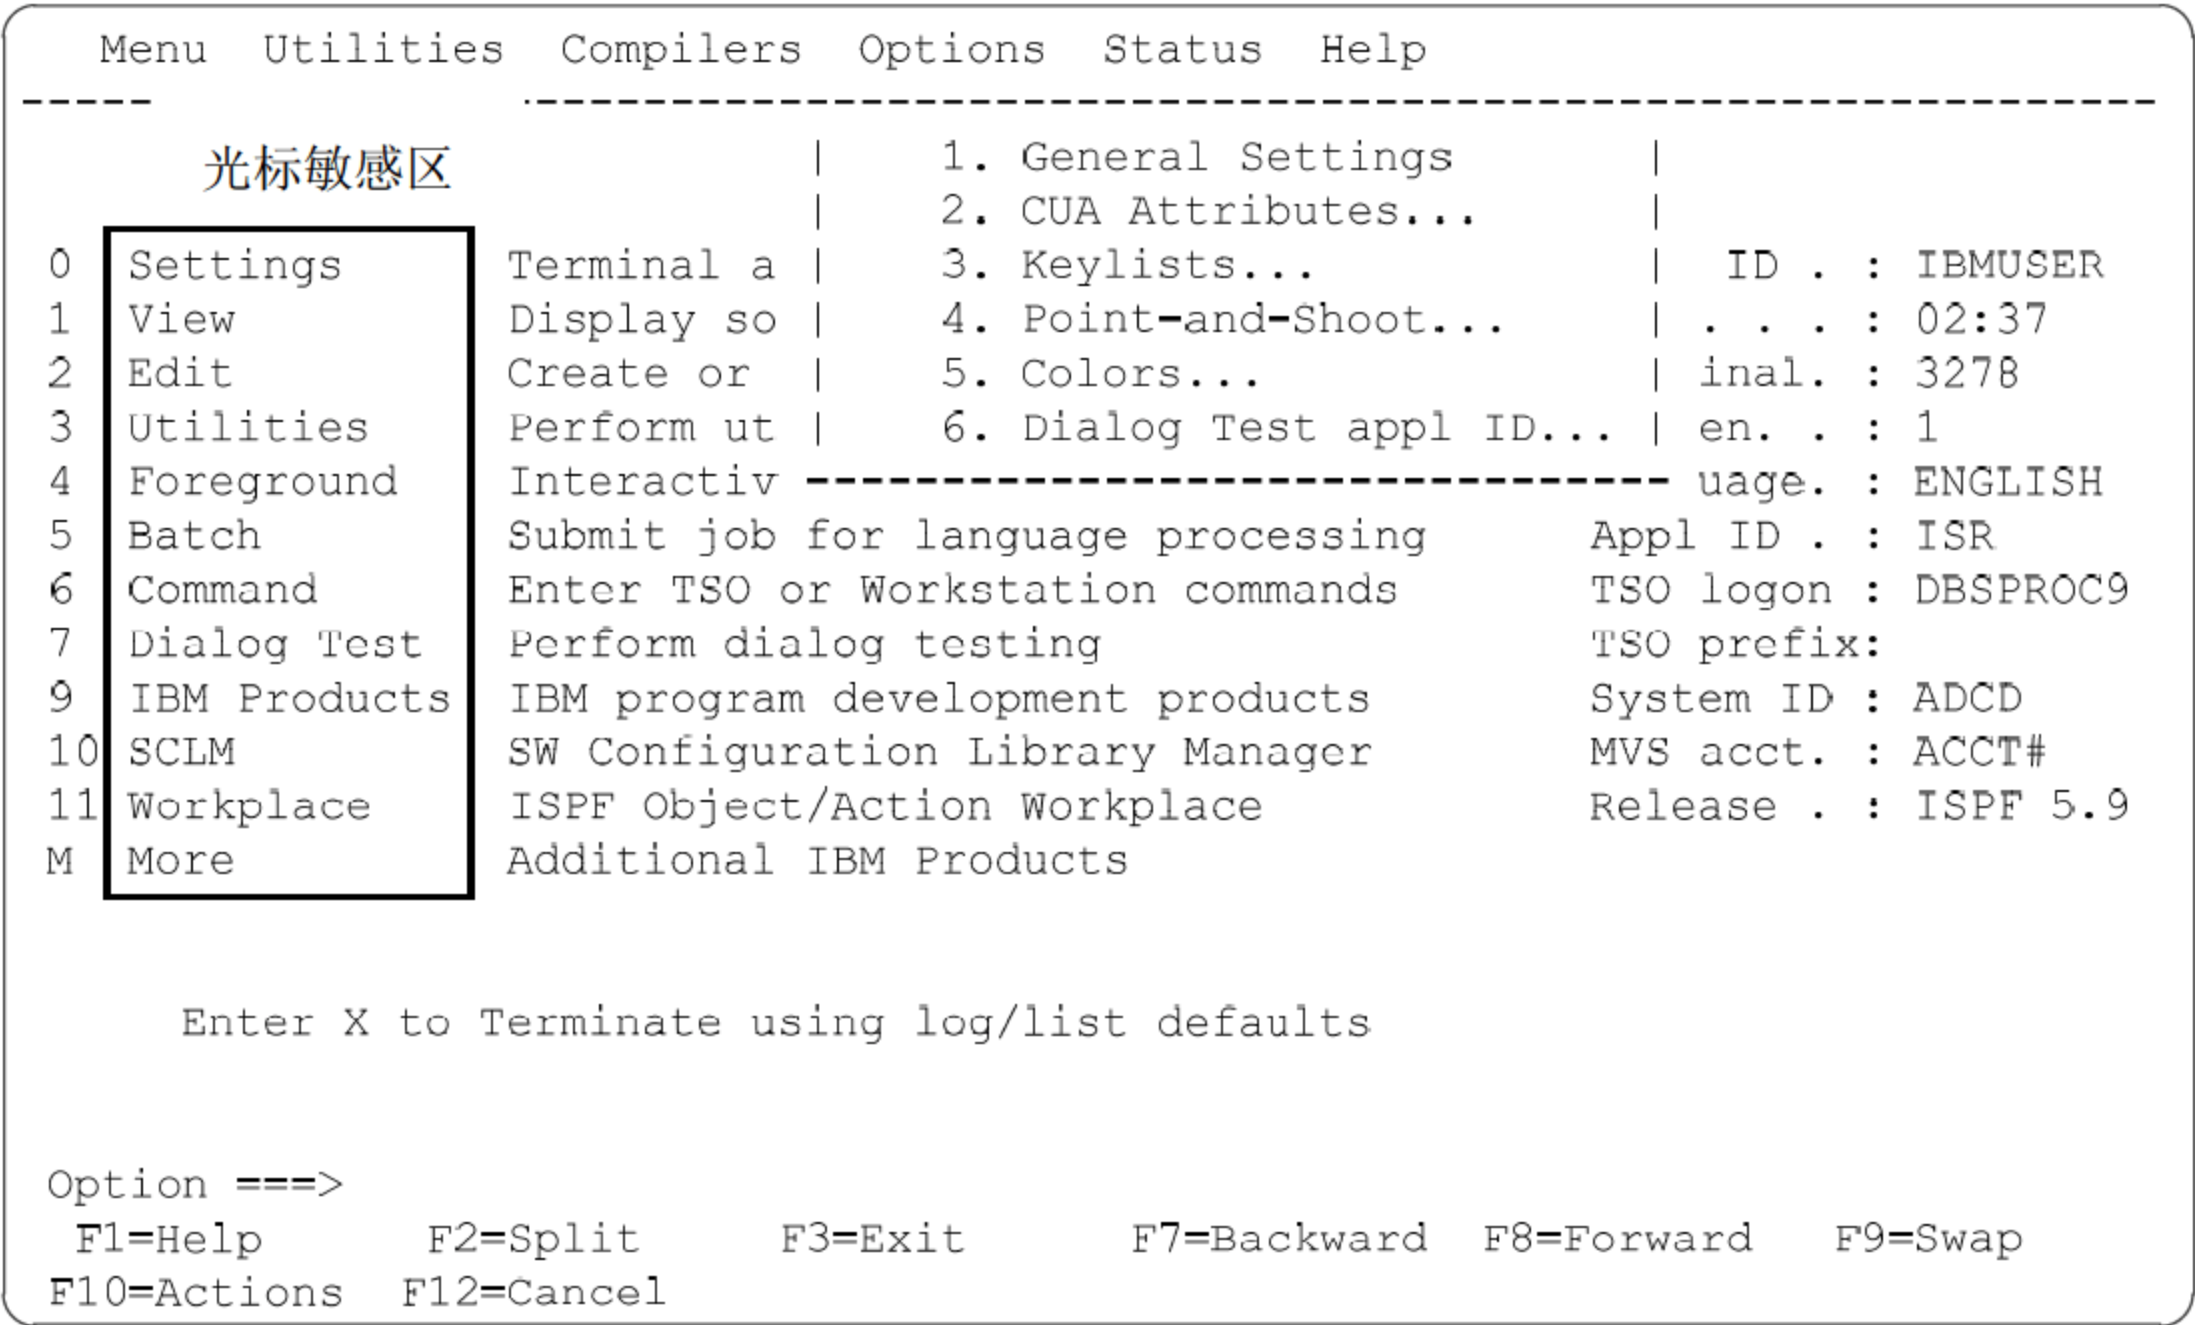 Menu Utilities Compilers Options Status Help
----- -------------------------------------------------------------
光标敏感区 | 1. General Settings |
| 2. CUA Attributes... |
0 Settings Terminal a | 3. Keylists... | ID . : IBMUSER
1 View Display so | 4. Point-and-Shoot... | . . . : 02:37
2 Edit Create or | 5. Colors... | inal. : 3278
3 Utilities Perform ut | 6. Dialog Test appl ID... | en. . : 1
4 Foreground Interactiv -------------------------------- uage. : ENGLISH
5 Batch Submit job for language processing Appl ID . : ISR
6 Command Enter TSO or Workstation commands TSO logon : DBSPROC9
7 Dialog Test Perform dialog testing TSO prefix:
9 IBM Products IBM program development products System ID : ADCD
10 SCLM SW Configuration Library Manager MVS acct. : ACCT#
11 Workplace ISPF Object/Action Workplace Release . : ISPF 5.9
M More Additional IBM Products
Enter X to Terminate using log/list defaults
Option ===>
F1=Help F2=Split F3=Exit F7=Backward F8=Forward F9=Swap
F10=Actions F12=Cancel